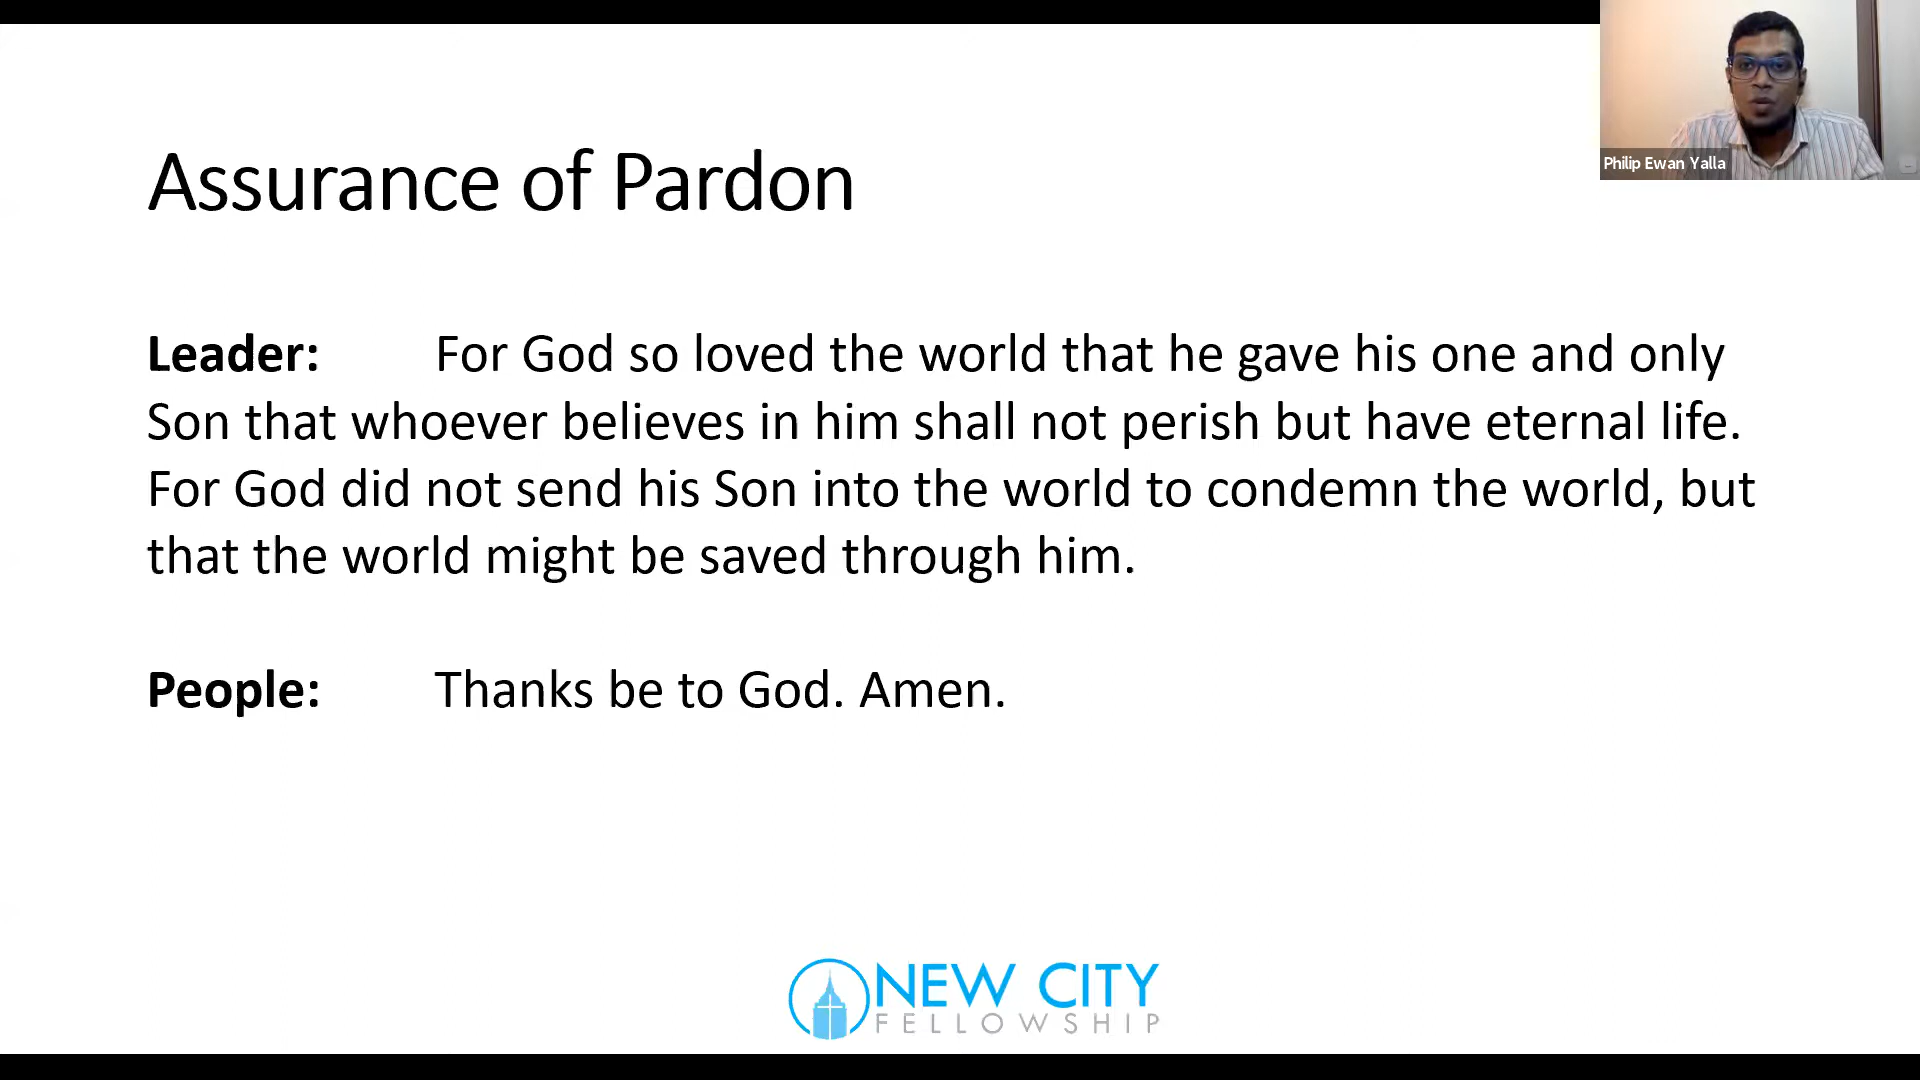 Philip Ewan Yalla
Assurance of Pardon
Leader: For God so loved the world that he gave his one and only
Son that whoever believes in him shall not perish but have eternal life.
For God did not send his Son into the world to condemn the world, but
that the world might be saved through him.
People: Thanks be to God. Amen.
NEW CITY
FELLOWSHIP